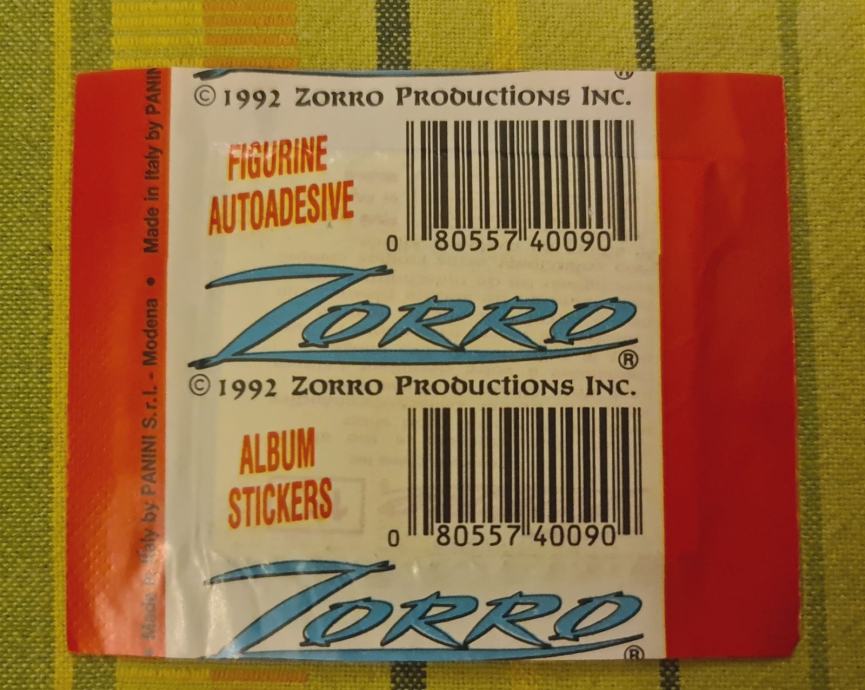 © 1992 ZORRO PRODUCTIONS INC.
FIGURINE
AUTOADESIVE
0 80557 40090
ZORRO ®
© 1992 ZORRO PRODUCTIONS INC.
ALBUM
STICKERS
0 80557 40090
ZORRO ®
• Made in Italy by PANINI S.r.l. - Modena • Made in Italy by PANIN